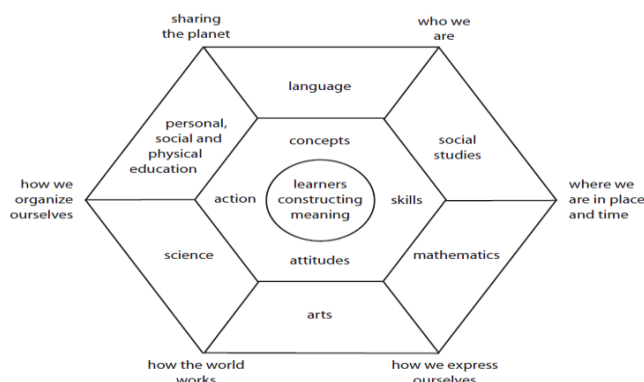 sharing
the planet
who we
are
language
personal,
social and
physical
education
concepts
social
studies
how we
organize
ourselves
action
learners
constructing
meaning
skills
where we
are in place
and time
science
attitudes
mathematics
arts
how the world
works
how we express
ourselves